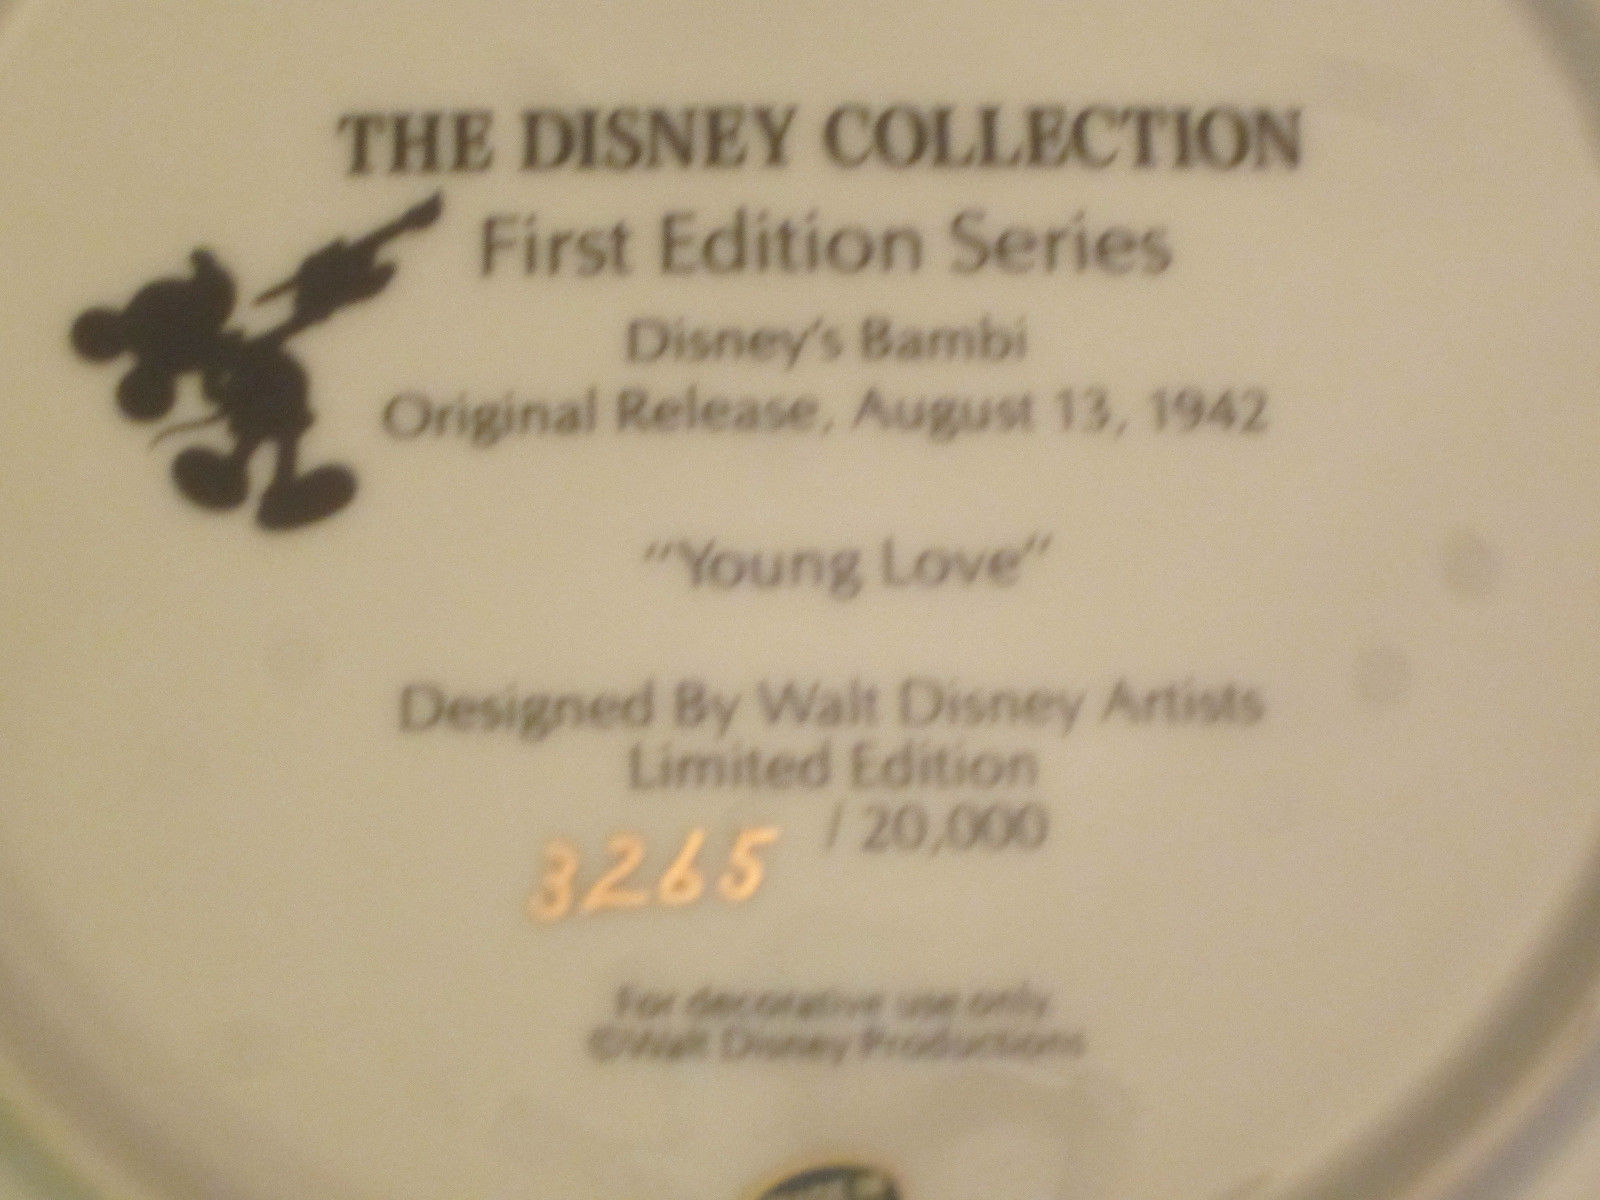 THE DISNEY COLLECTION
First Edition Series
Disney's Bambi
Original Release, August 13, 1942
"Young Love"
Designed By Walt Disney Artists
Limited Edition
3265 / 20,000
For decorative use only
©Walt Disney Productions